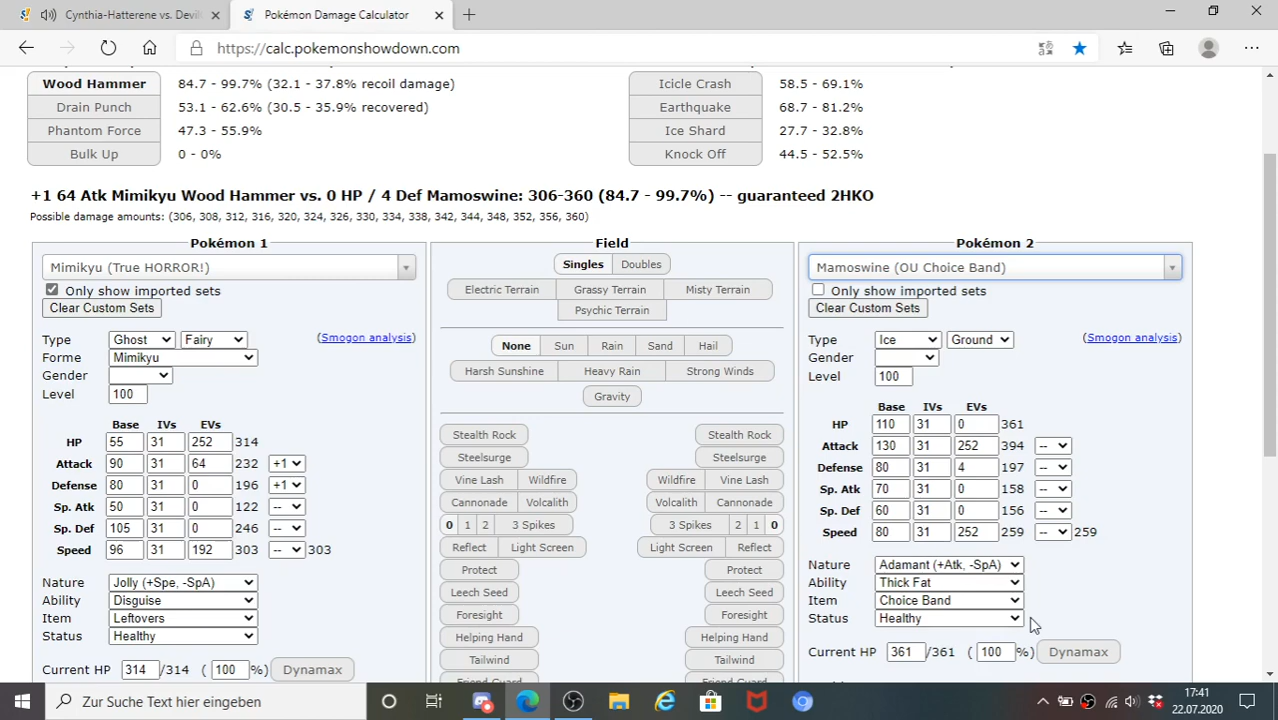 Cynthia-Hatterene vs. Devil
Pokémon Damage Calculator
https://calc.pokemonshowdown.com
Wood Hammer 84.7 - 99.7% (32.1 - 37.8% recoil damage) Icicle Crash 58.5 - 69.1%
Drain Punch 53.1 - 62.6% (30.5 - 35.9% recovered) Earthquake 68.7 - 81.2%
Phantom Force 47.3 - 55.9% Ice Shard 27.7 - 32.8%
Bulk Up 0 - 0% Knock Off 44.5 - 52.5%
+1 64 Atk Mimikyu Wood Hammer vs. 0 HP / 4 Def Mamoswine: 306-360 (84.7 - 99.7%) -- guaranteed 2HKO
Possible damage amounts: (306, 308, 312, 316, 320, 324, 326, 330, 334, 338, 342, 344, 348, 352, 356, 360)
Pokémon 1
Mimikyu (True HORROR!)
Only show imported sets
Clear Custom Sets
Type Ghost Fairy (Smogon analysis)
Forme Mimikyu
Gender
Level 100
Base IVs EVs
HP 55 31 252 314
Attack 90 31 64 232 +1
Defense 80 31 0 196 +1
Sp. Atk 50 31 0 122 --
Sp. Def 105 31 0 246 --
Speed 96 31 192 303 -- 303
Nature Jolly (+Spe, -SpA)
Ability Disguise
Item Leftovers
Status Healthy
Current HP 314 /314 ( 100 %) Dynamax
Field
Singles Doubles
Electric Terrain Grassy Terrain Misty Terrain
Psychic Terrain
None Sun Rain Sand Hail
Harsh Sunshine Heavy Rain Strong Winds
Gravity
Stealth Rock Stealth Rock
Steelsurge Steelsurge
Vine Lash Wildfire Wildfire Vine Lash
Cannonade Volcalith Volcalith Cannonade
0 1 2 3 Spikes 3 Spikes 2 1 0
Reflect Light Screen Light Screen Reflect
Protect Protect
Leech Seed Leech Seed
Foresight Foresight
Helping Hand Helping Hand
Tailwind Tailwind
Friend Guard Friend Guard
Pokémon 2
Mamoswine (OU Choice Band)
Only show imported sets
Clear Custom Sets
Type Ice Ground (Smogon analysis)
Gender
Level 100
Base IVs EVs
HP 110 31 0 361
Attack 130 31 252 394 --
Defense 80 31 4 197 --
Sp. Atk 70 31 0 158 --
Sp. Def 60 31 0 156 --
Speed 80 31 252 259 -- 259
Nature Adamant (+Atk, -SpA)
Ability Thick Fat
Item Choice Band
Status Healthy
Current HP 361 /361 ( 100 %) Dynamax
Zur Suche Text hier eingeben
17:41
22.07.2020